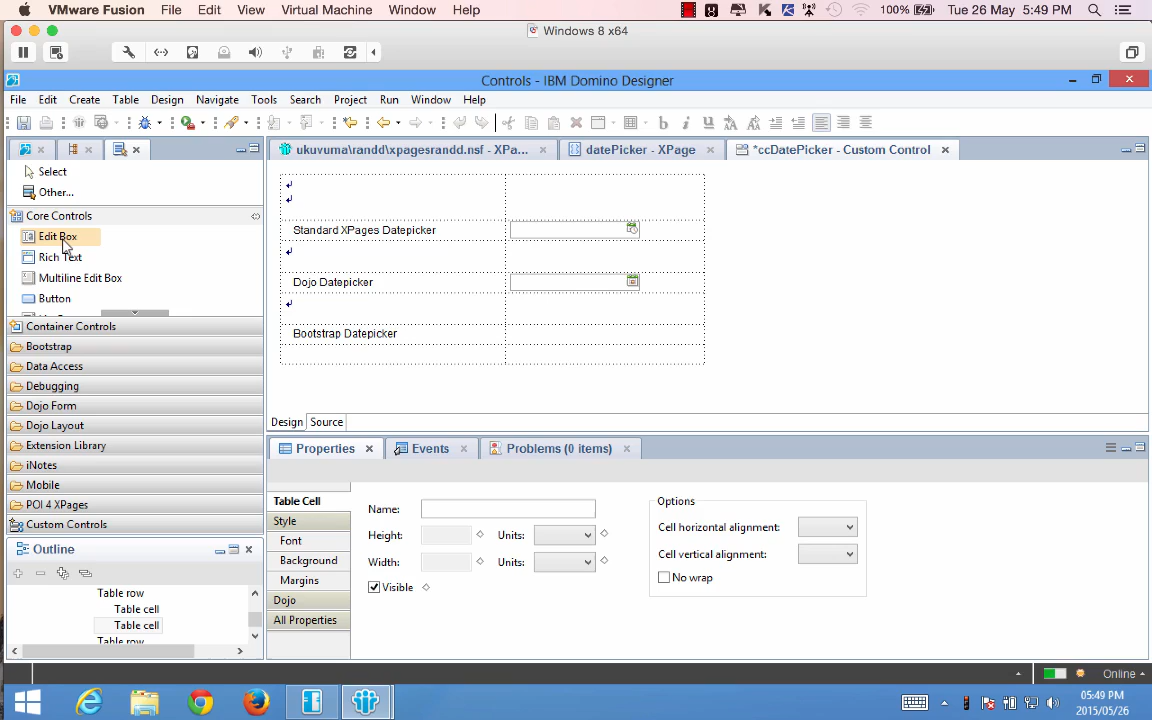 VMware Fusion File Edit View Virtual Machine Window Help 100% Tue 26 May 5:49 PM
Windows 8 x64
Controls - IBM Domino Designer
File Edit Create Table Design Navigate Tools Search Project Run Window Help
ukuvuma\randd\xpagesrandd.nsf - XPa... datePicker - XPage *ccDatePicker - Custom Control
Select
Other...
Core Controls
Edit Box
Rich Text
Multiline Edit Box
Button
Container Controls
Bootstrap
Data Access
Debugging
Dojo Form
Dojo Layout
Extension Library
iNotes
Mobile
POI 4 XPages
Custom Controls
Standard XPages Datepicker
Dojo Datepicker
Bootstrap Datepicker
Design Source
Properties Events Problems (0 items)
Table Cell
Style
Font
Background
Margins
Dojo
All Properties
Name:
Height: Units:
Width: Units:
Visible
Options
Cell horizontal alignment:
Cell vertical alignment:
No wrap
Outline
Table row
Table cell
Table cell
Online
05:49 PM
2015/05/26